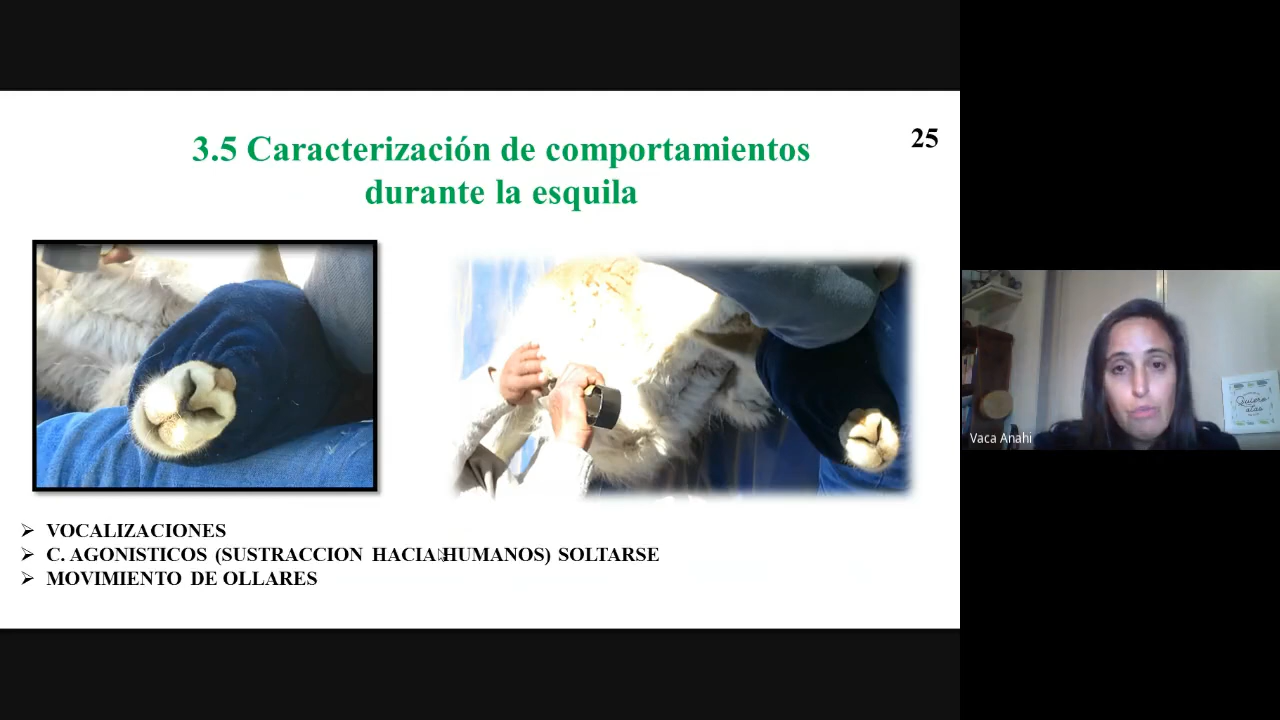 3.5 Caracterización de comportamientos
durante la esquila
25
➢ VOCALIZACIONES
➢ C. AGONISTICOS (SUSTRACCION HACIA HUMANOS) SOLTARSE
➢ MOVIMIENTO DE OLLARES
Vaca Anahi
Quiero